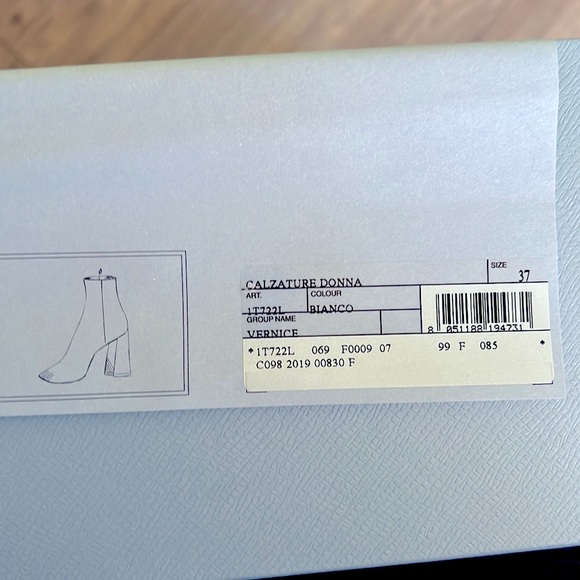 SIZE
37
CALZATURE DONNA
ART.
COLOUR
1T722L
BIANCO
GROUP NAME
VERNICE
8 051188 194731
*1T722L 069 F0009 07 99 F 085 *
C098 2019 00830 F